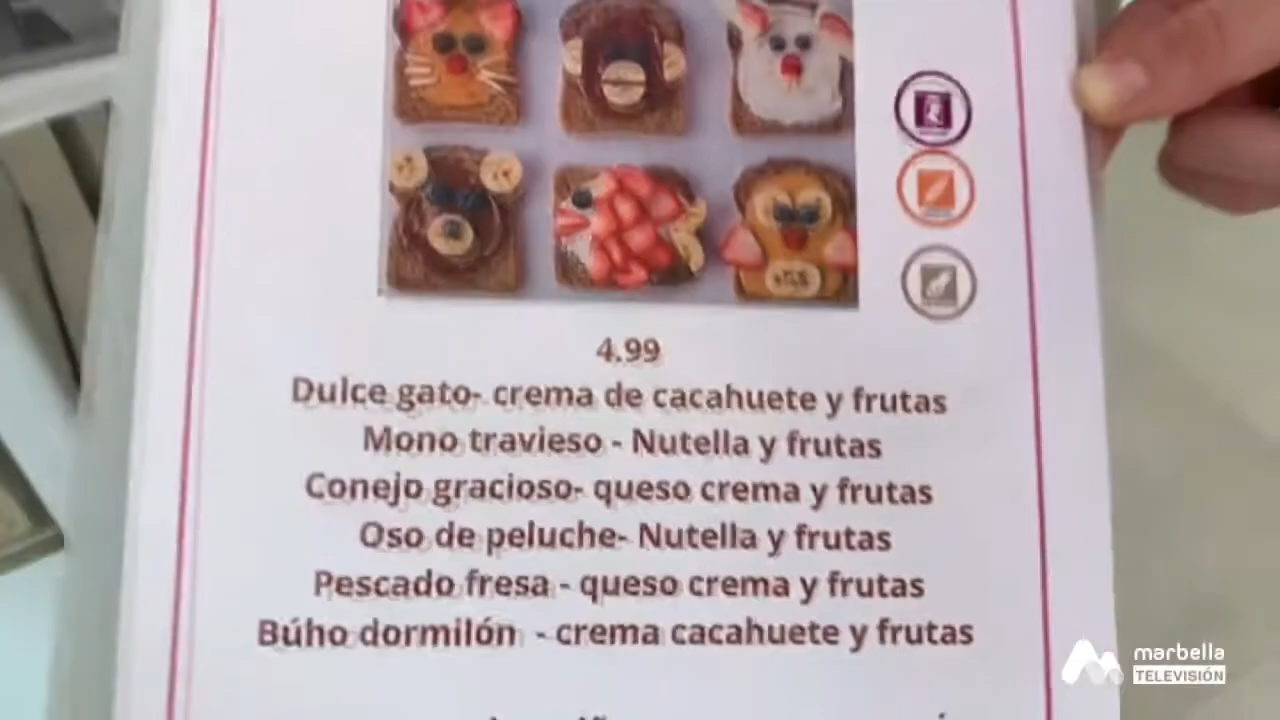 4.99
Dulce gato- crema de cacahuete y frutas
Mono travieso - Nutella y frutas
Conejo gracioso- queso crema y frutas
Oso de peluche- Nutella y frutas
Pescado fresa - queso crema y frutas
Búho dormilón - crema cacahuete y frutas
marbella
TELEVISIÓN